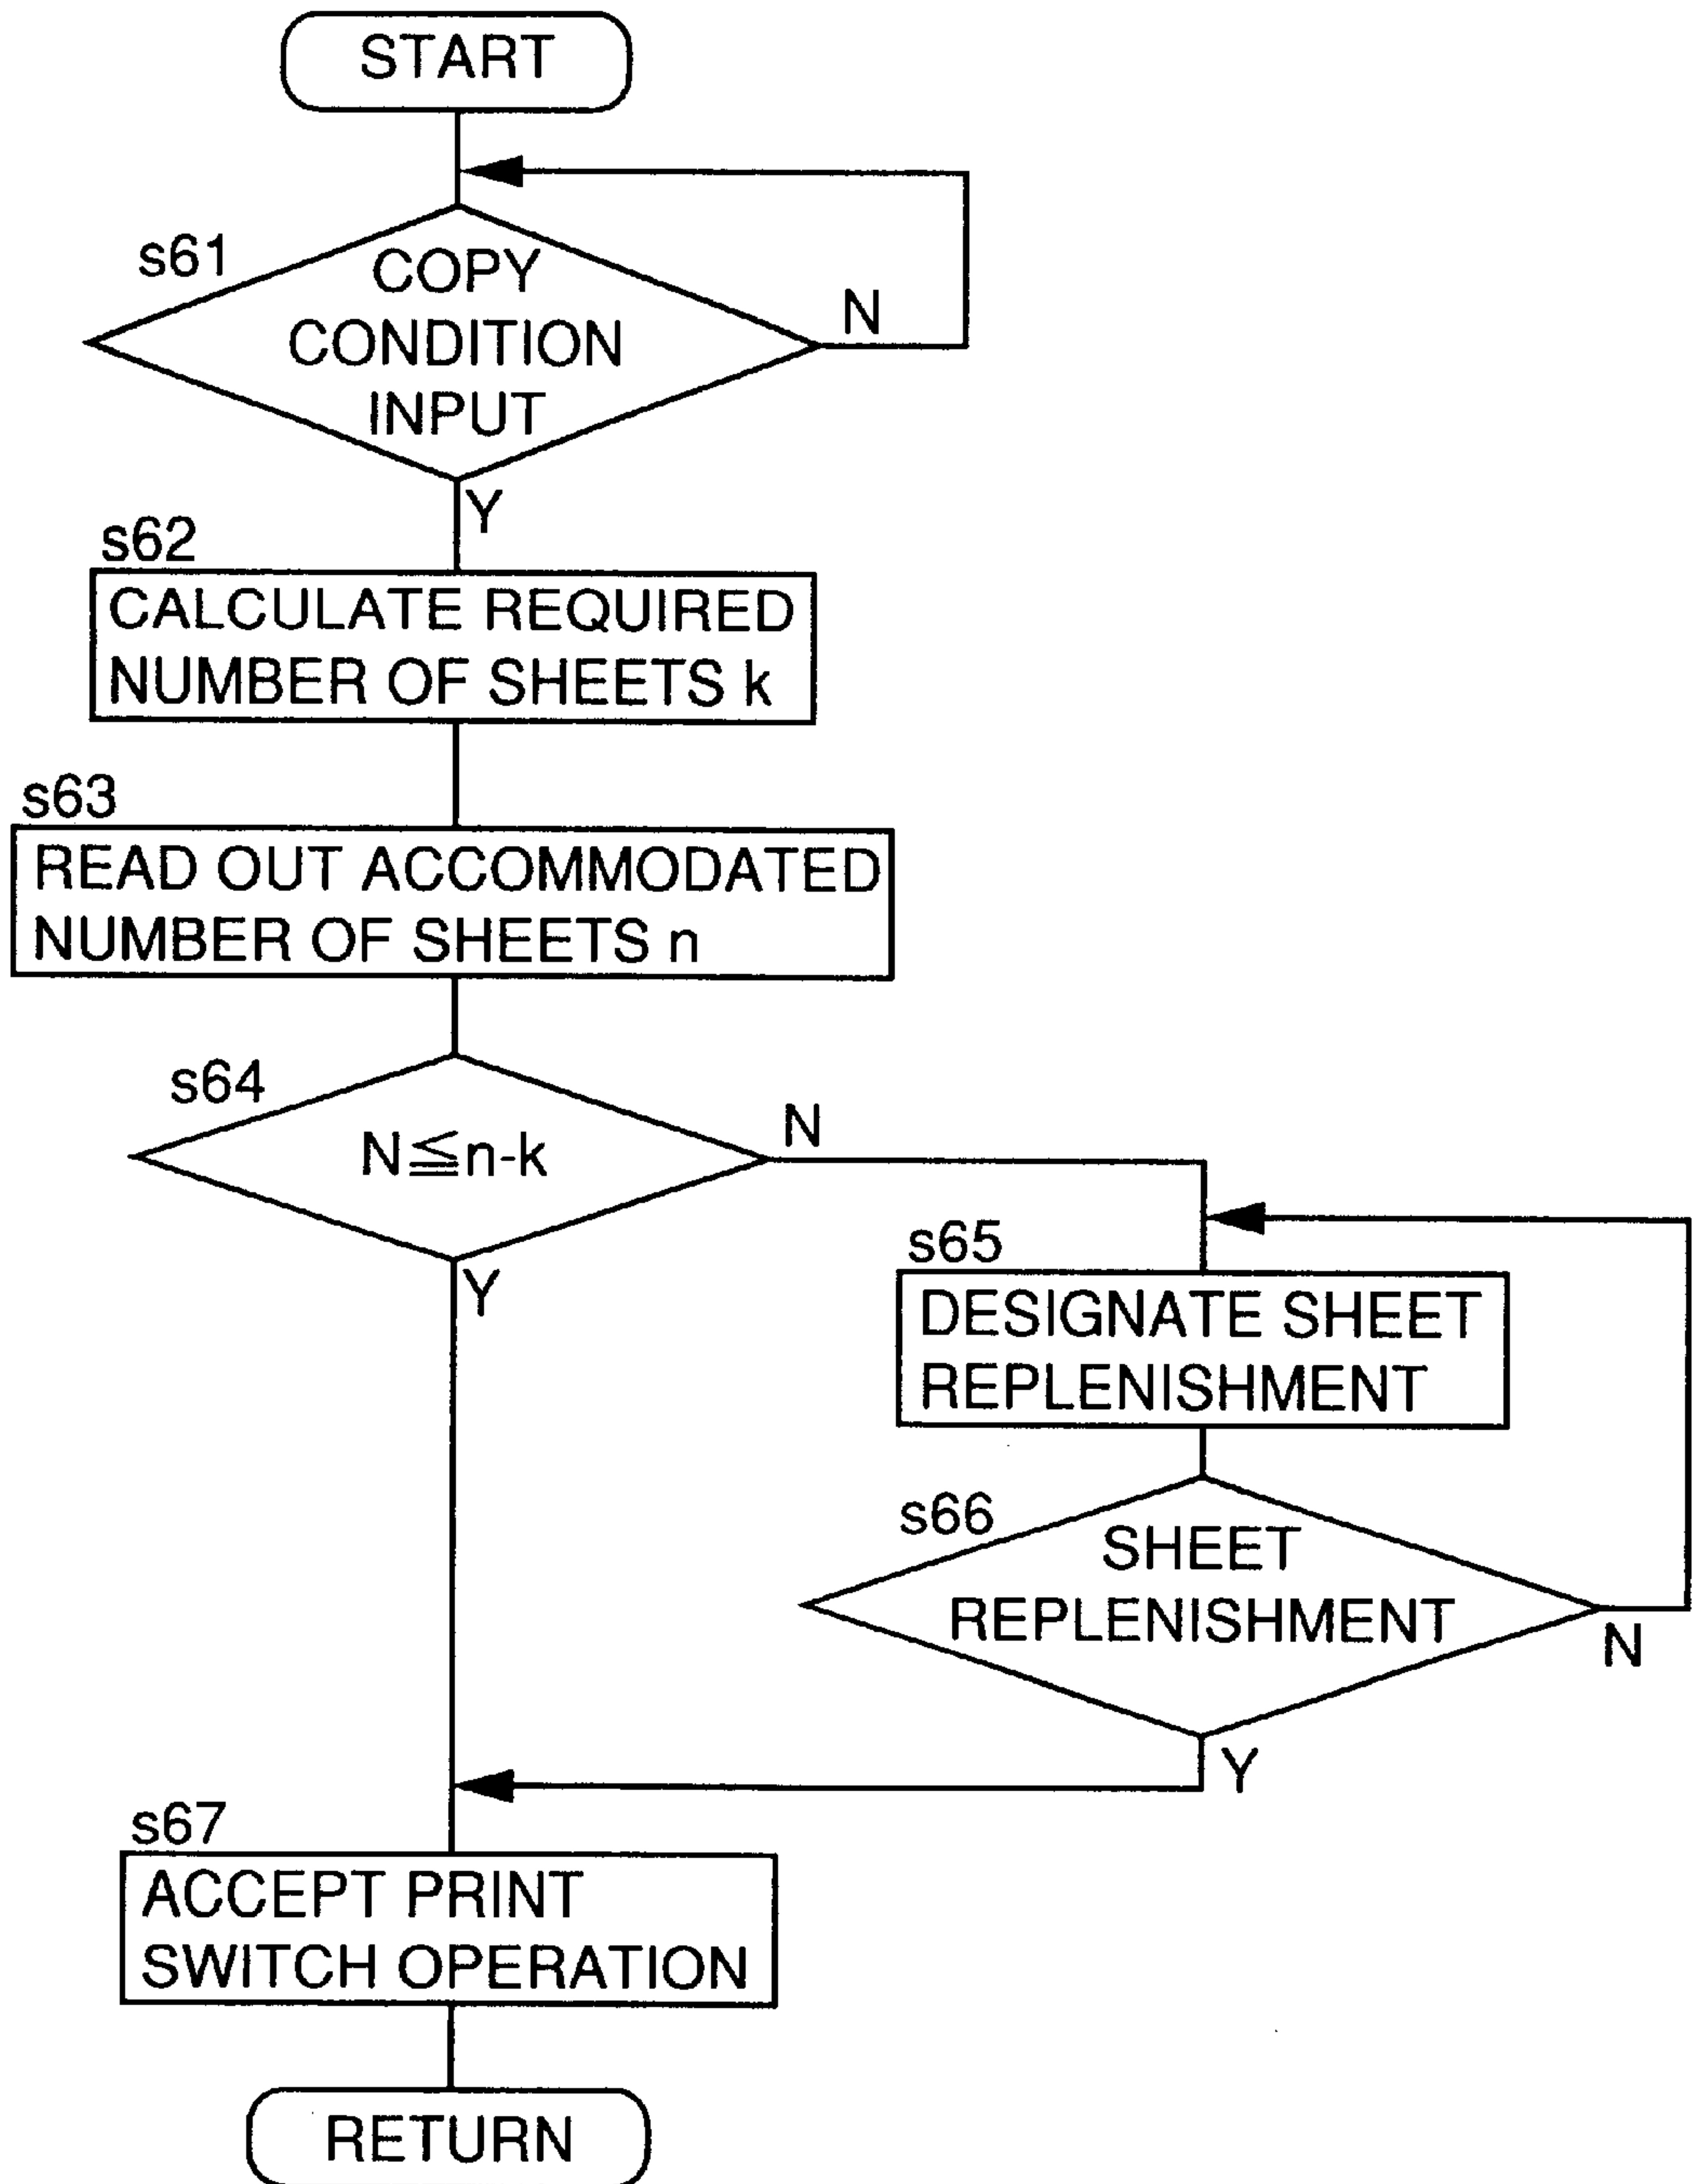 START
s61
COPY
CONDITION
INPUT
N
Y
s62
CALCULATE REQUIRED
NUMBER OF SHEETS k
s63
READ OUT ACCOMMODATED
NUMBER OF SHEETS n
s64
N≦n-k
N
Y
s65
DESIGNATE SHEET
REPLENISHMENT
s66
SHEET
REPLENISHMENT
N
Y
s67
ACCEPT PRINT
SWITCH OPERATION
RETURN